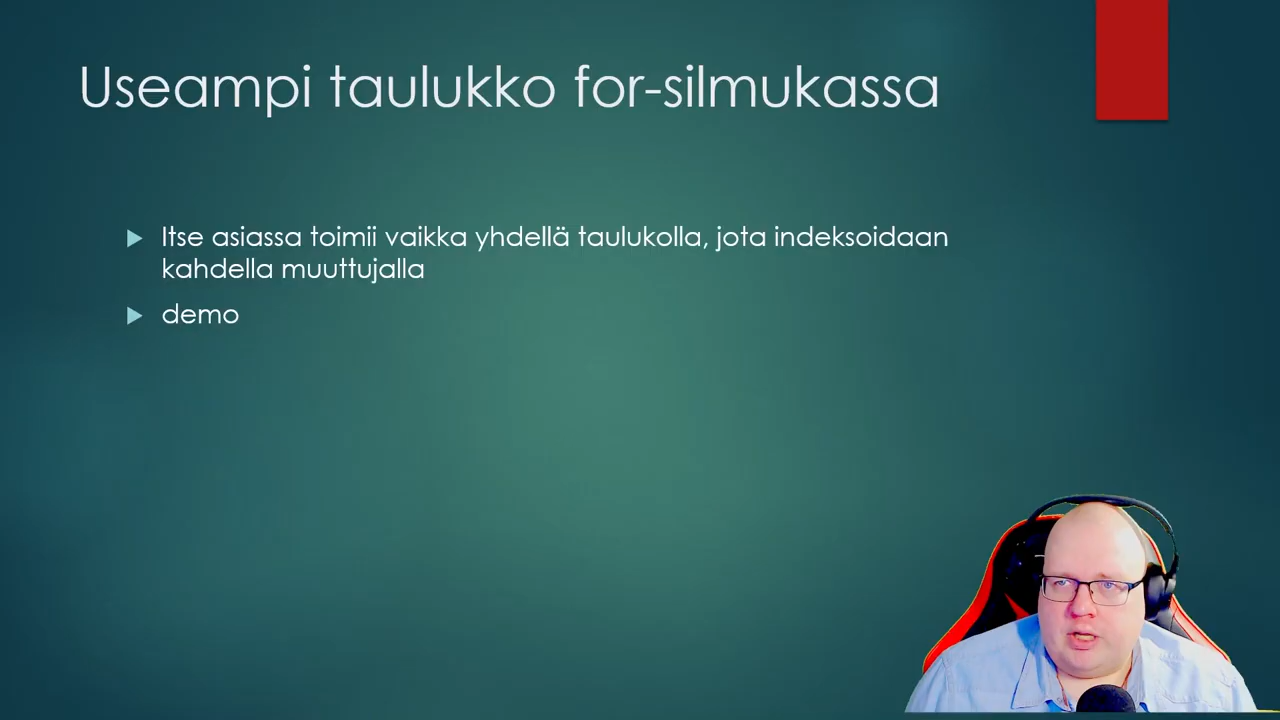 Useampi taulukko for-silmukassa
Itse asiassa toimii vaikka yhdellä taulukolla, jota indeksoidaan
kahdella muuttujalla
demo